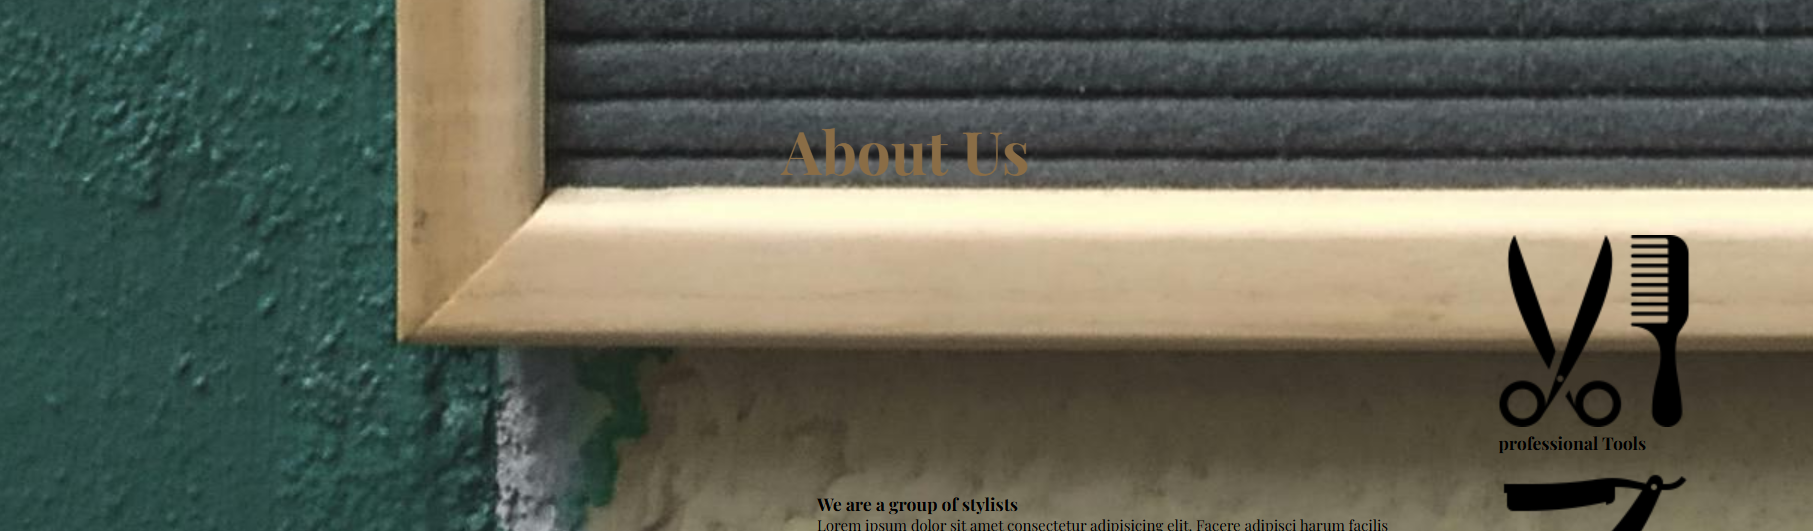 About Us
professional Tools
We are a group of stylists
Lorem ipsum dolor sit amet consectetur adipisicing elit. Facere adipisci harum facilis